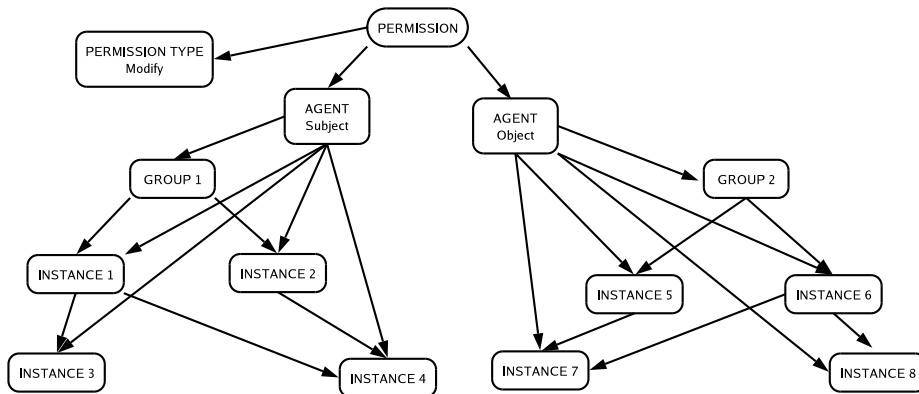 PERMISSION
PERMISSION TYPE
Modify
AGENT
Subject
AGENT
Object
GROUP 1
GROUP 2
INSTANCE 1
INSTANCE 2
INSTANCE 5
INSTANCE 6
INSTANCE 3
INSTANCE 4
INSTANCE 7
INSTANCE 8